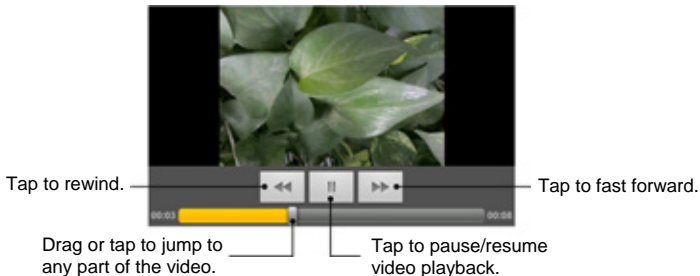 Tap to rewind.
Tap to fast forward.
00:03
00:08
Drag or tap to jump to
any part of the video.
Tap to pause/resume
video playback.